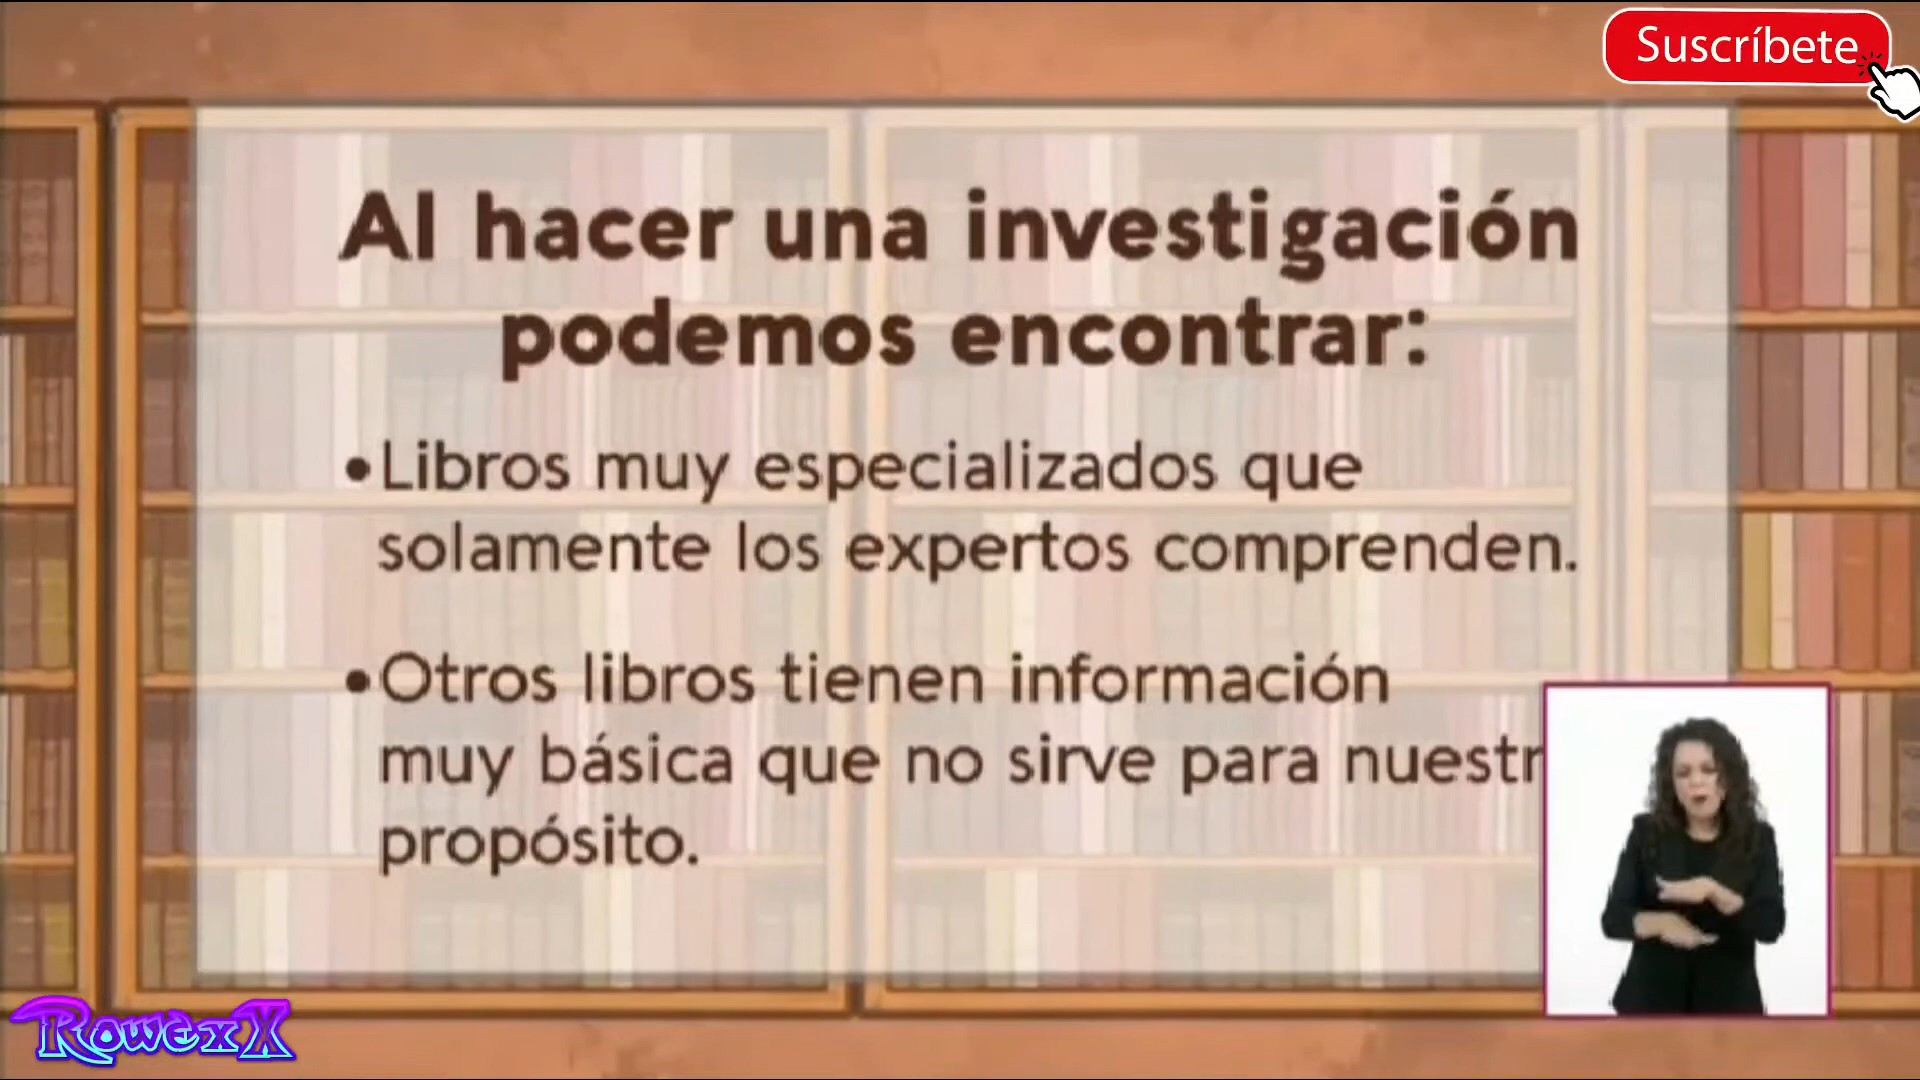 Suscríbete
Al hacer una investigación
podemos encontrar:
•Libros muy especializados que
solamente los expertos comprenden.
•Otros libros tienen información
muy básica que no sirve para nuestr
propósito.
RowexX